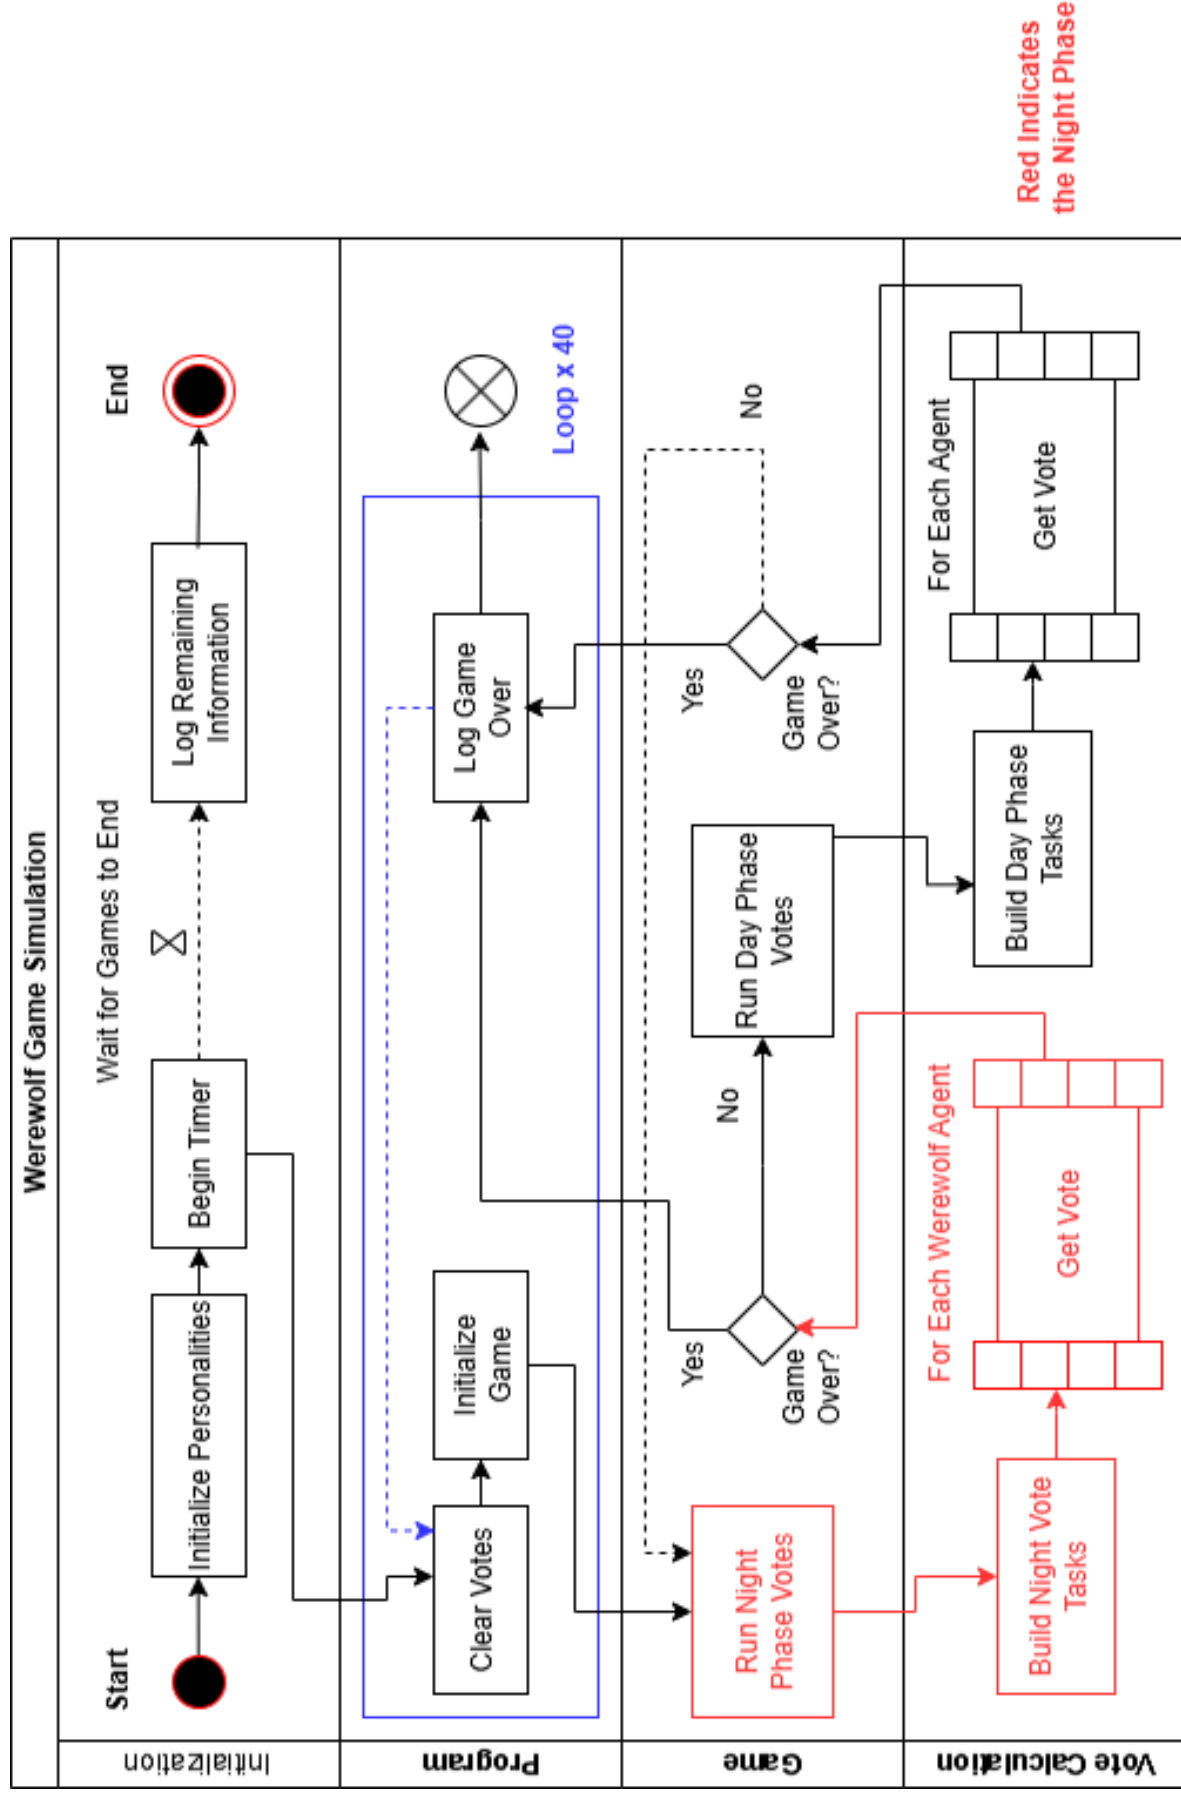 Werewolf Game Simulation
Initialization
Start
Initialize Personalities
Begin Timer
Wait for Games to End
Log Remaining
Information
End
Program
Clear Votes
Initialize
Game
Log Game
Over
Loop x 40
Game
Run Night
Phase Votes
Yes
Game
Over?
No
Run Day Phase
Votes
Yes
Game
Over?
No
Vote Calculation
Build Night Vote
Tasks
For Each Werewolf Agent
Get Vote
Build Day Phase
Tasks
For Each Agent
Get Vote
Red Indicates
the Night Phase